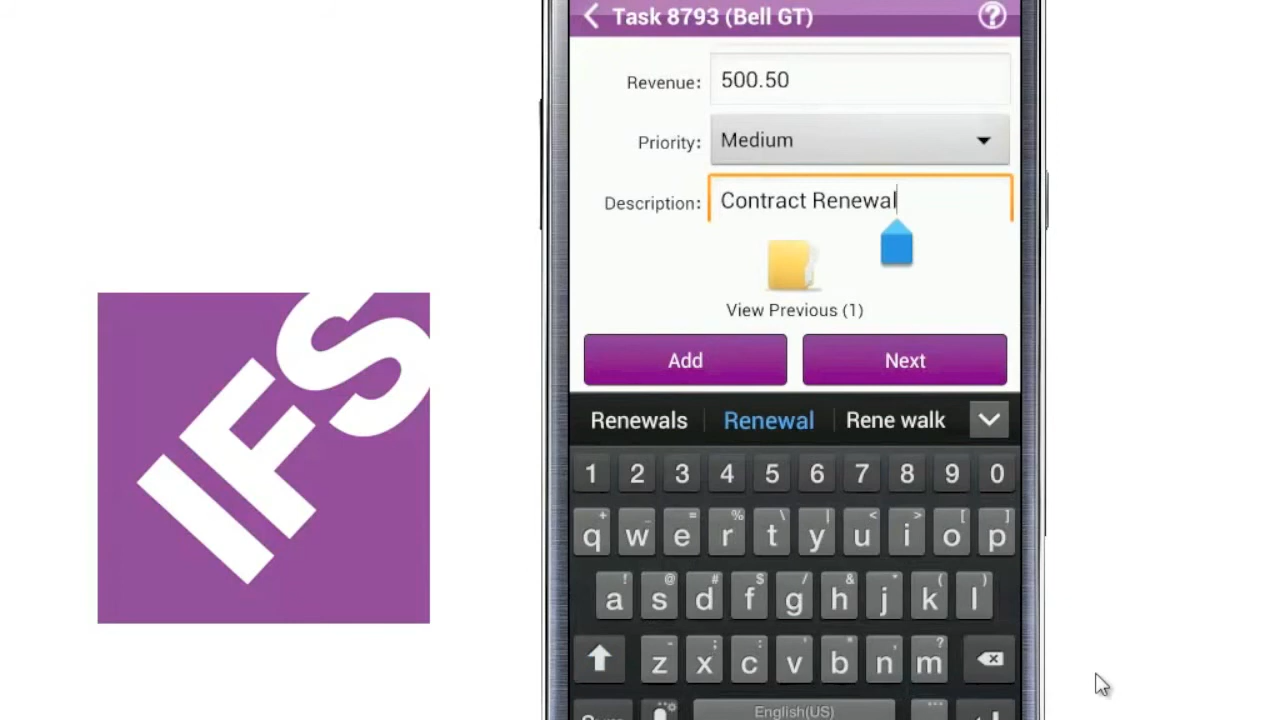 Task 8793 (Bell GT)
Revenue: 500.50
Priority: Medium
Description: Contract Renewal
View Previous (1)
Add Next
IFS
Renewals Renewal Rene walk
1 2 3 4 5 6 7 8 9 0
q w e r t y u i o p
a s d f g h j k l
z x c v b n m
English(US)